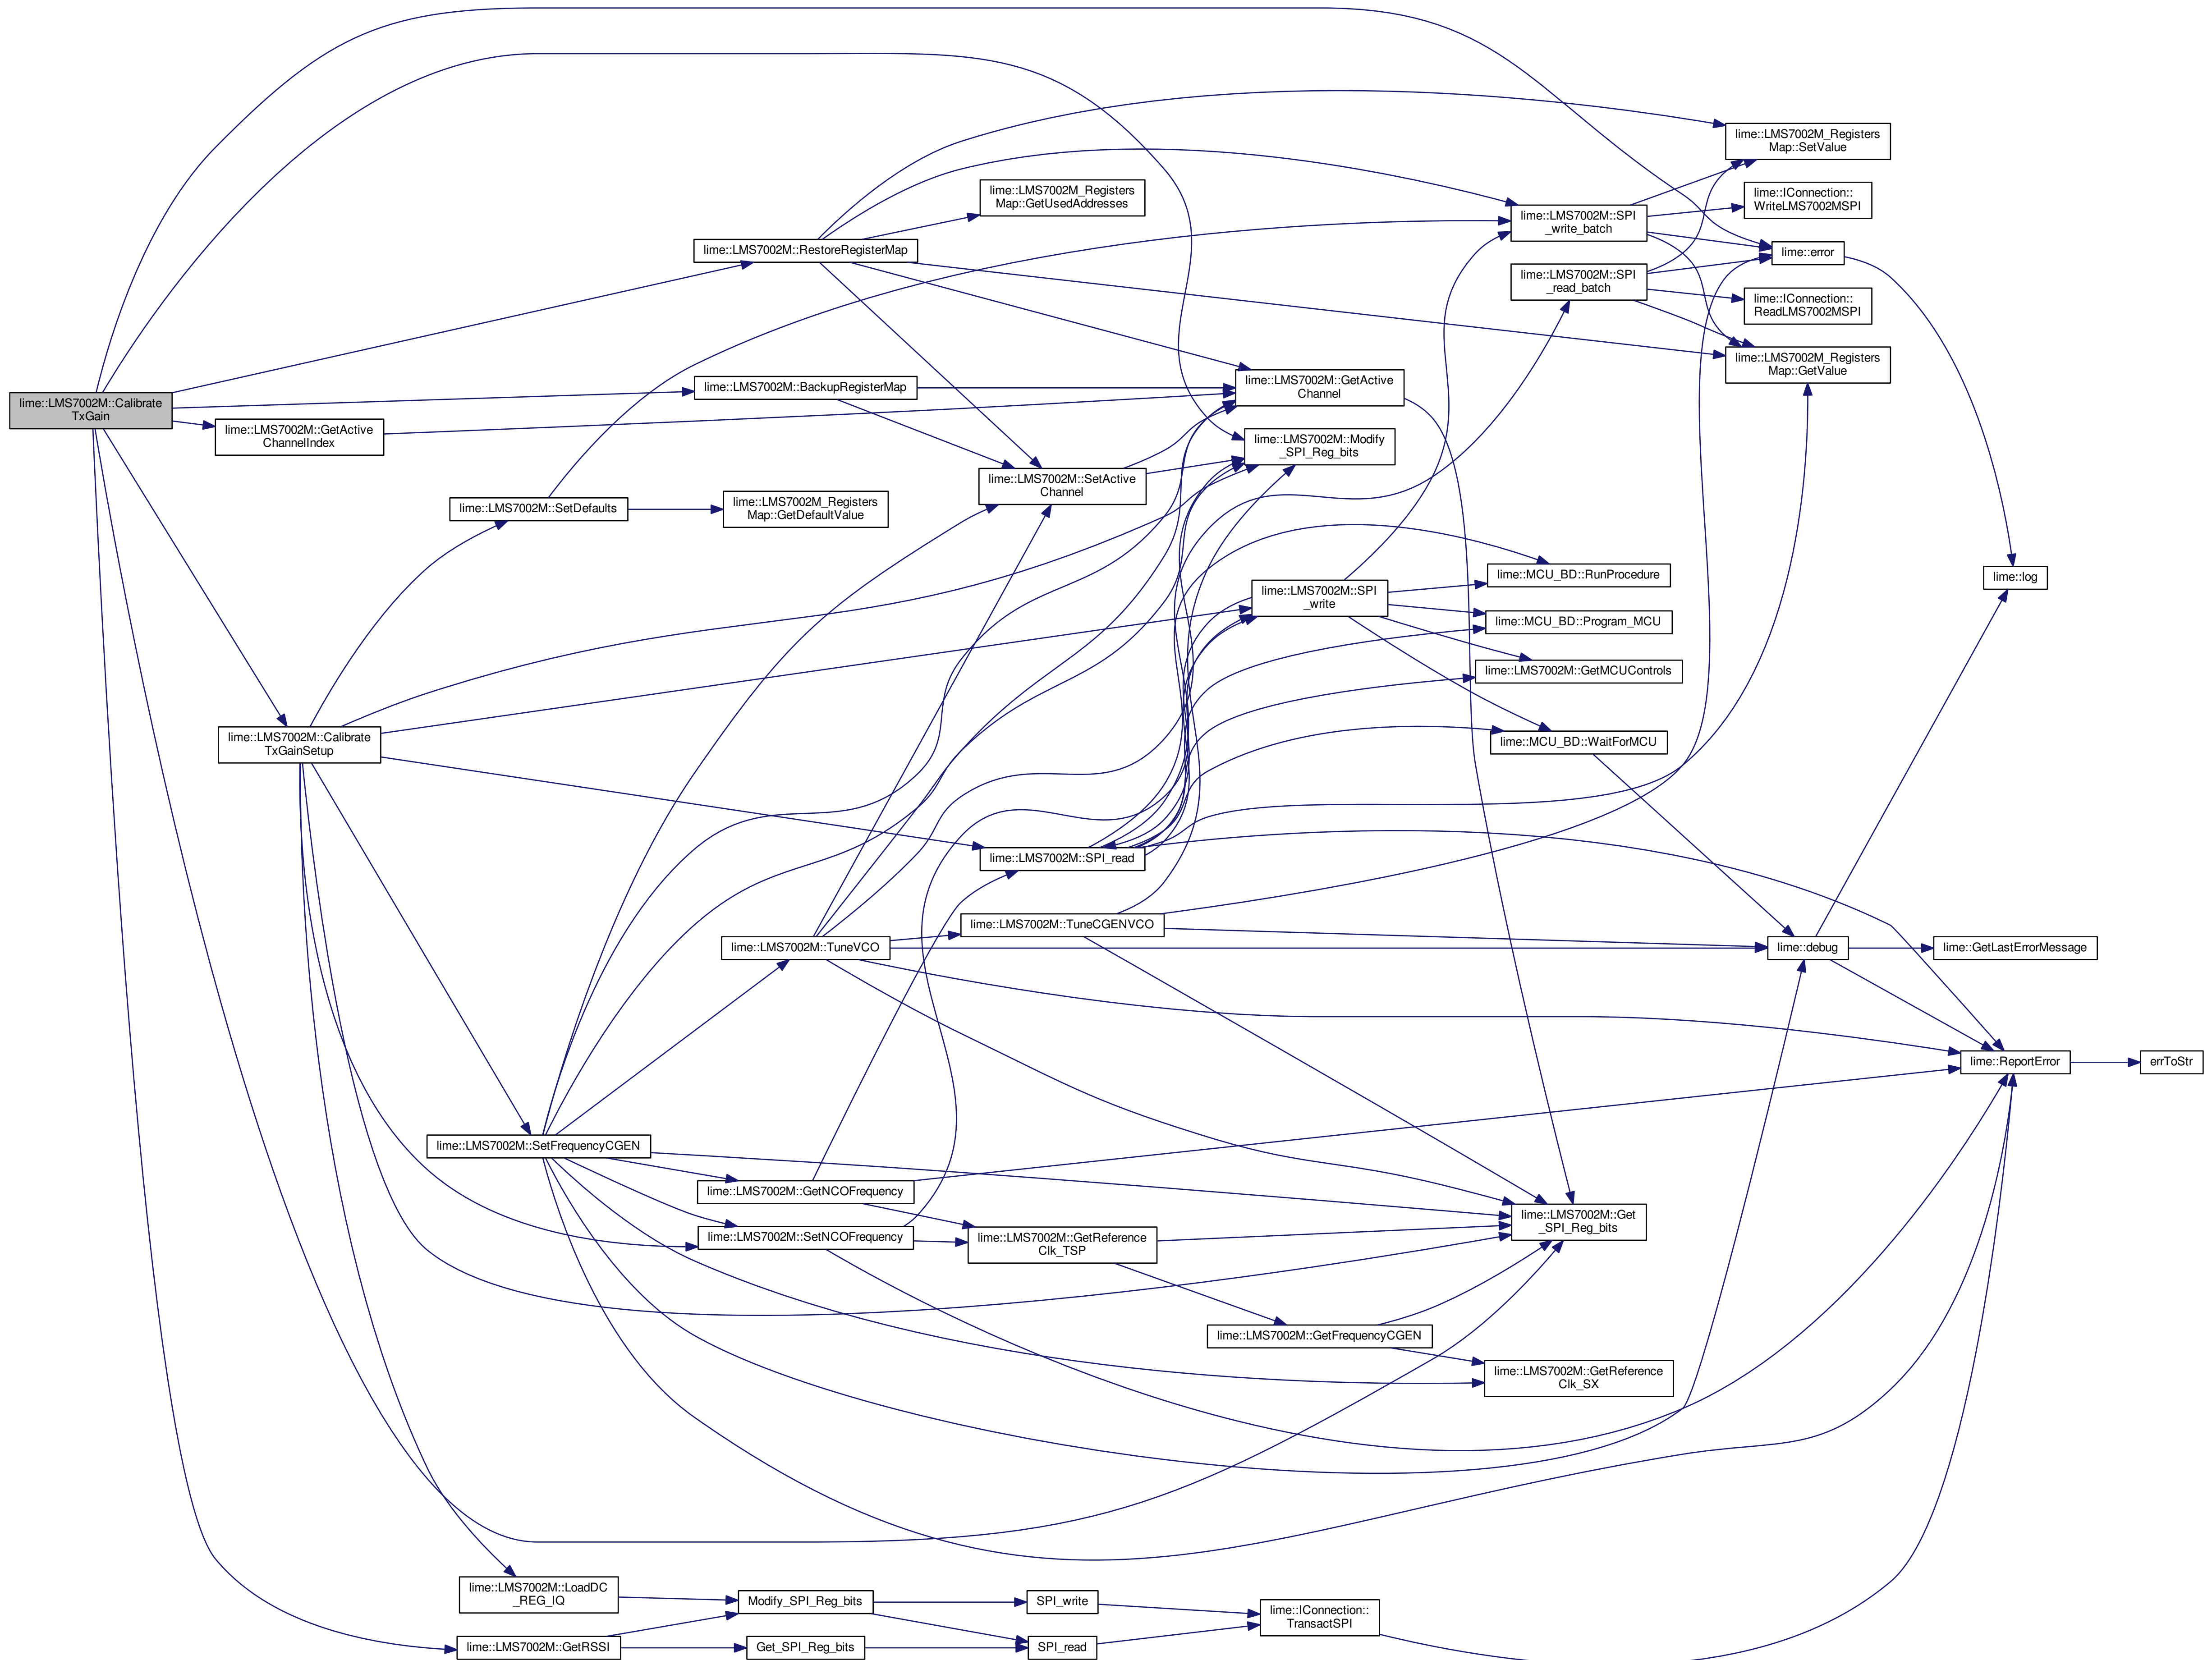 lime::LMS7002M::Calibrate
TxGain
lime::LMS7002M::GetActive
ChannelIndex
lime::LMS7002M::Calibrate
TxGainSetup
lime::LMS7002M::SetDefaults
lime::LMS7002M::SetFrequencyCGEN
lime::LMS7002M::LoadDC
_REG_IQ
lime::LMS7002M::GetRSSI
lime::LMS7002M::RestoreRegisterMap
lime::LMS7002M::BackupRegisterMap
lime::LMS7002M_Registers
Map::GetDefaultValue
lime::LMS7002M::TuneVCO
lime::LMS7002M::GetNCOFrequency
lime::LMS7002M::SetNCOFrequency
Modify_SPI_Reg_bits
Get_SPI_Reg_bits
lime::LMS7002M_Registers
Map::GetUsedAddresses
lime::LMS7002M::SetActive
Channel
lime::LMS7002M::SPI_read
lime::LMS7002M::TuneCGENVCO
lime::LMS7002M::GetReference
Clk_TSP
SPI_write
SPI_read
lime::LMS7002M::GetActive
Channel
lime::LMS7002M::Modify
_SPI_Reg_bits
lime::LMS7002M::SPI
_write
lime::LMS7002M::GetFrequencyCGEN
lime::IConnection::
TransactSPI
lime::LMS7002M::SPI
_write_batch
lime::LMS7002M::SPI
_read_batch
lime::MCU_BD::RunProcedure
lime::MCU_BD::Program_MCU
lime::LMS7002M::GetMCUControls
lime::MCU_BD::WaitForMCU
lime::LMS7002M::Get
_SPI_Reg_bits
lime::LMS7002M::GetReference
Clk_SX
lime::LMS7002M_Registers
Map::SetValue
lime::IConnection::
WriteLMS7002MSPI
lime::error
lime::IConnection::
ReadLMS7002MSPI
lime::LMS7002M_Registers
Map::GetValue
lime::debug
lime::log
lime::GetLastErrorMessage
lime::ReportError
errToStr